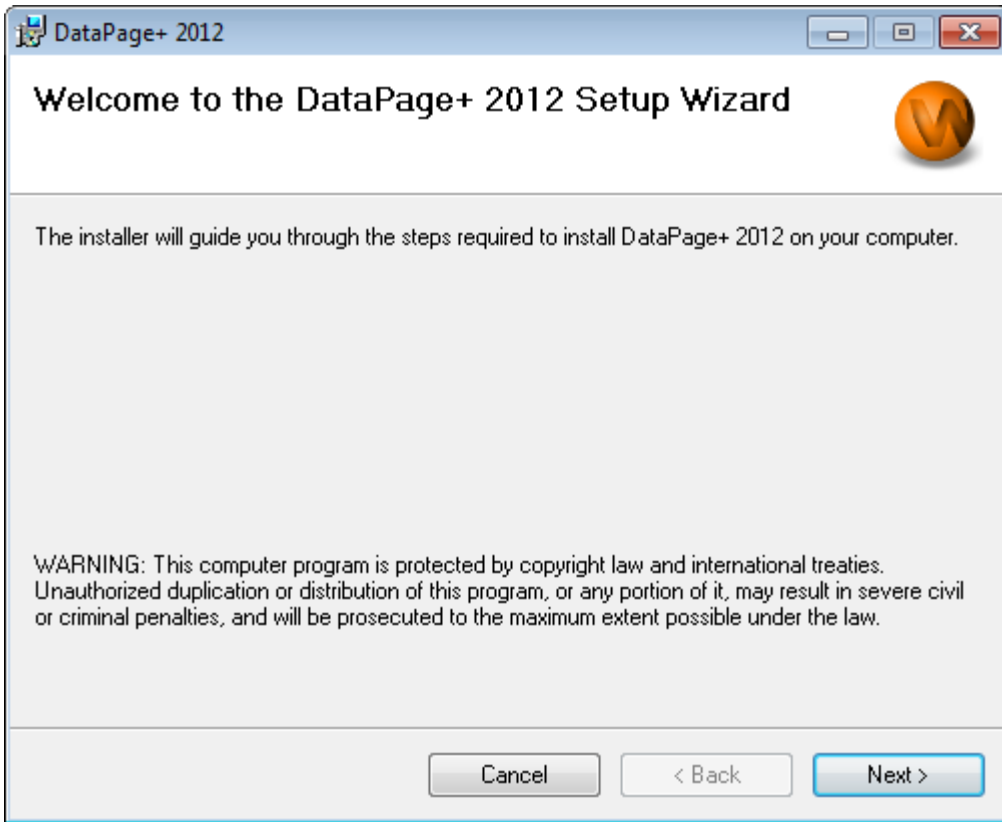 DataPage+ 2012
Welcome to the DataPage+ 2012 Setup Wizard
W
The installer will guide you through the steps required to install DataPage+ 2012 on your computer.
WARNING: This computer program is protected by copyright law and international treaties.
Unauthorized duplication or distribution of this program, or any portion of it, may result in severe civil
or criminal penalties, and will be prosecuted to the maximum extent possible under the law.
Cancel
< Back
Next >